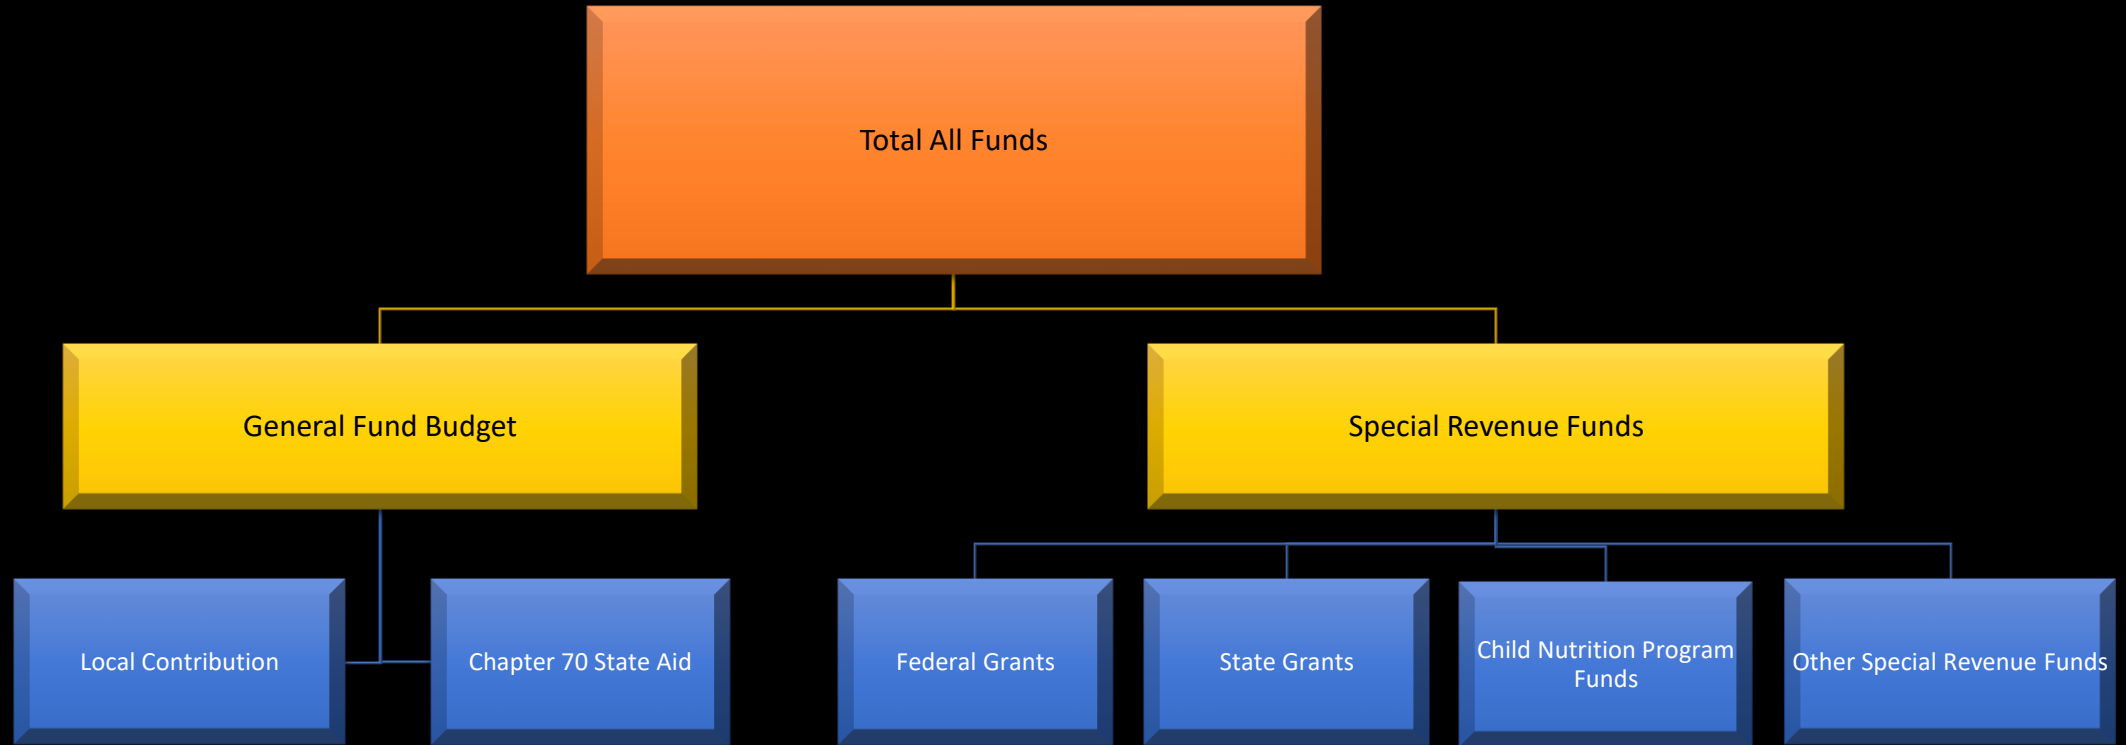 Total All Funds
General Fund Budget
Special Revenue Funds
Local Contribution
Chapter 70 State Aid
Federal Grants
State Grants
Child Nutrition Program
Funds
Other Special Revenue Funds